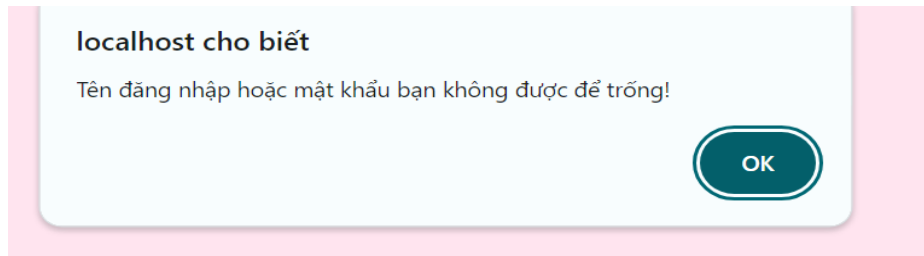 localhost cho biết
Tên đăng nhập hoặc mật khẩu bạn không được để trống!
OK